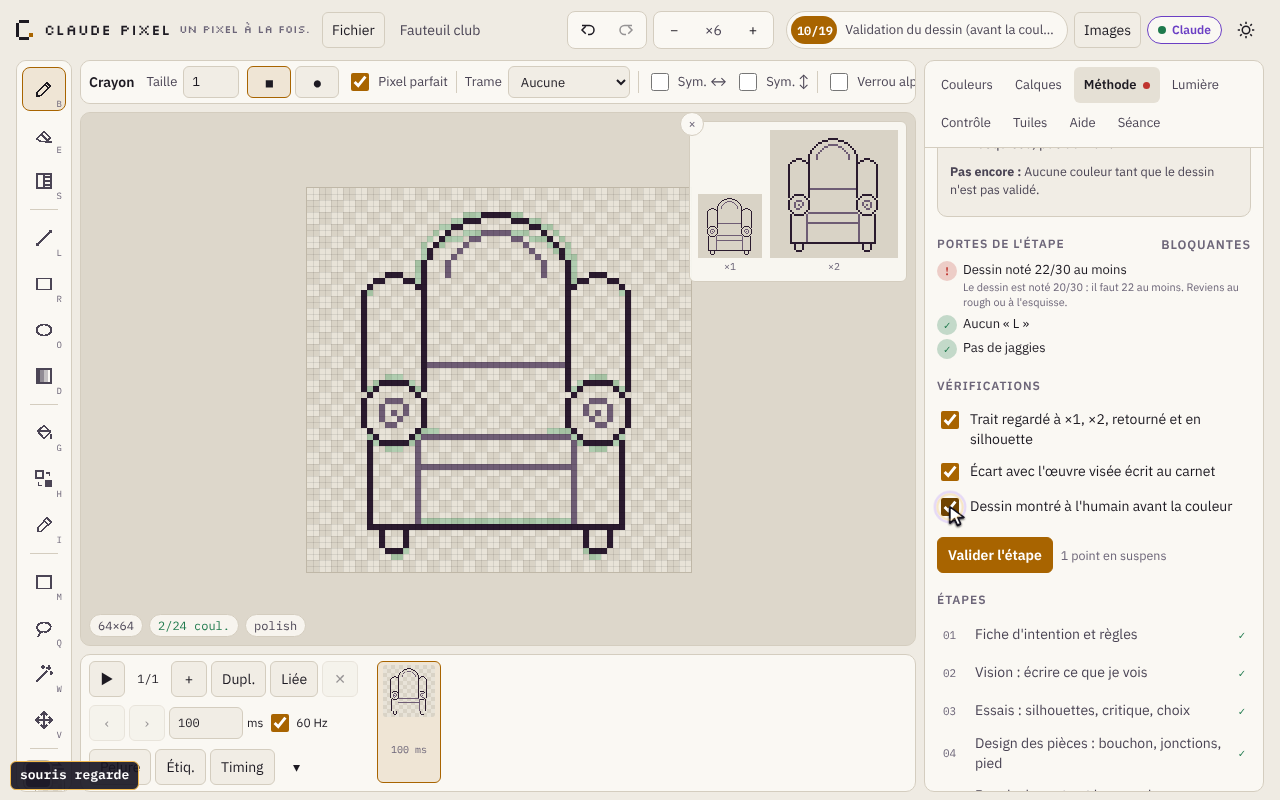 CLAUDE PIXEL UN PIXEL À LA FOIS. Fichier Fauteuil club − ×6 + 10/19 Validation du dessin (avant la coul… Images Claude
Crayon Taille 1 Pixel parfait Trame Aucune Sym. ↔ Sym. ↕ Verrou alp
Couleurs Calques Méthode Lumière
Contrôle Tuiles Aide Séance
B
E
S
L
R
O
D
G
H
I
M
Q
W
V
×
×1 ×2
Pas encore : Aucune couleur tant que le dessin
n'est pas validé.
PORTES DE L'ÉTAPE BLOQUANTES
! Dessin noté 22/30 au moins
Le dessin est noté 20/30 : il faut 22 au moins. Reviens au
rough ou à l'esquisse.
✓ Aucun « L »
✓ Pas de jaggies
VÉRIFICATIONS
Trait regardé à ×1, ×2, retourné et en
silhouette
Écart avec l'œuvre visée écrit au carnet
Dessin montré à l'humain avant la couleur
Valider l'étape 1 point en suspens
ÉTAPES
01 Fiche d'intention et règles ✓
02 Vision : écrire ce que je vois ✓
03 Essais : silhouettes, critique, choix ✓
04 Design des pièces : bouchon, jonctions,
pied ✓
64×64 2/24 coul. polish
▶ 1/1 + Dupl. Liée ✕
‹ › 100 ms 60 Hz
100 ms
Étiq. Timing ▼
souris regarde